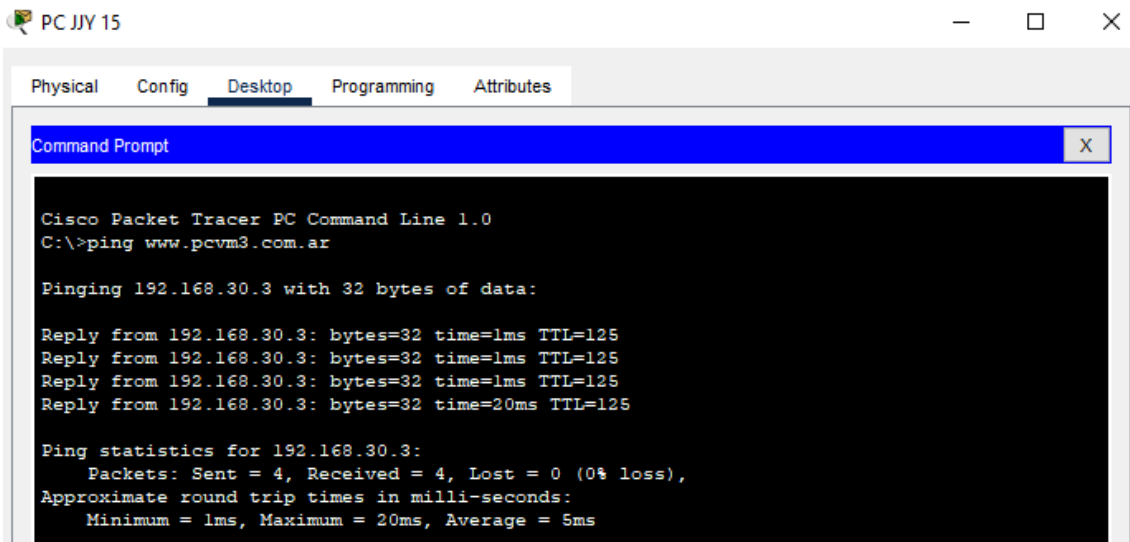 PC JJY 15
Physical Config Desktop Programming Attributes
Command Prompt
X
Cisco Packet Tracer PC Command Line 1.0
C:\>ping www.pcvm3.com.ar
Pinging 192.168.30.3 with 32 bytes of data:
Reply from 192.168.30.3: bytes=32 time=1ms TTL=125
Reply from 192.168.30.3: bytes=32 time=1ms TTL=125
Reply from 192.168.30.3: bytes=32 time=1ms TTL=125
Reply from 192.168.30.3: bytes=32 time=20ms TTL=125
Ping statistics for 192.168.30.3:
Packets: Sent = 4, Received = 4, Lost = 0 (0% loss),
Approximate round trip times in milli-seconds:
Minimum = 1ms, Maximum = 20ms, Average = 5ms